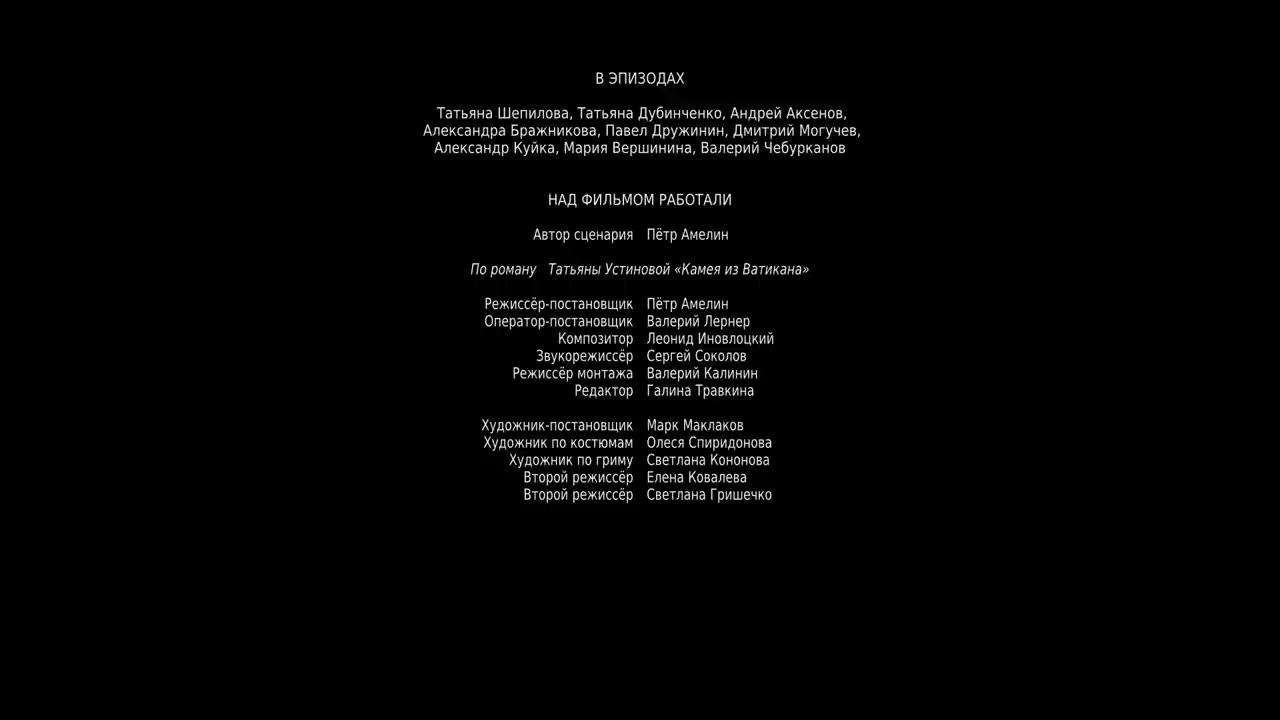 В ЭПИЗОДАХ
Татьяна Шепилова, Татьяна Дубинченко, Андрей Аксенов,
Александра Бражникова, Павел Дружинин, Дмитрий Могучев,
Александр Куйка, Мария Вершинина, Валерий Чебурканов
НАД ФИЛЬМОМ РАБОТАЛИ
Автор сценария Пётр Амелин
По роману Татьяны Устиновой «Камея из Ватикана»
Режиссёр-постановщик Пётр Амелин
Оператор-постановщик Валерий Лернер
Композитор Леонид Иновлоцкий
Звукорежиссёр Сергей Соколов
Режиссёр монтажа Валерий Калинин
Редактор Галина Травкина
Художник-постановщик Марк Маклаков
Художник по костюмам Олеся Спиридонова
Художник по гриму Светлана Кононова
Второй режиссёр Елена Ковалева
Второй режиссёр Светлана Гришечко